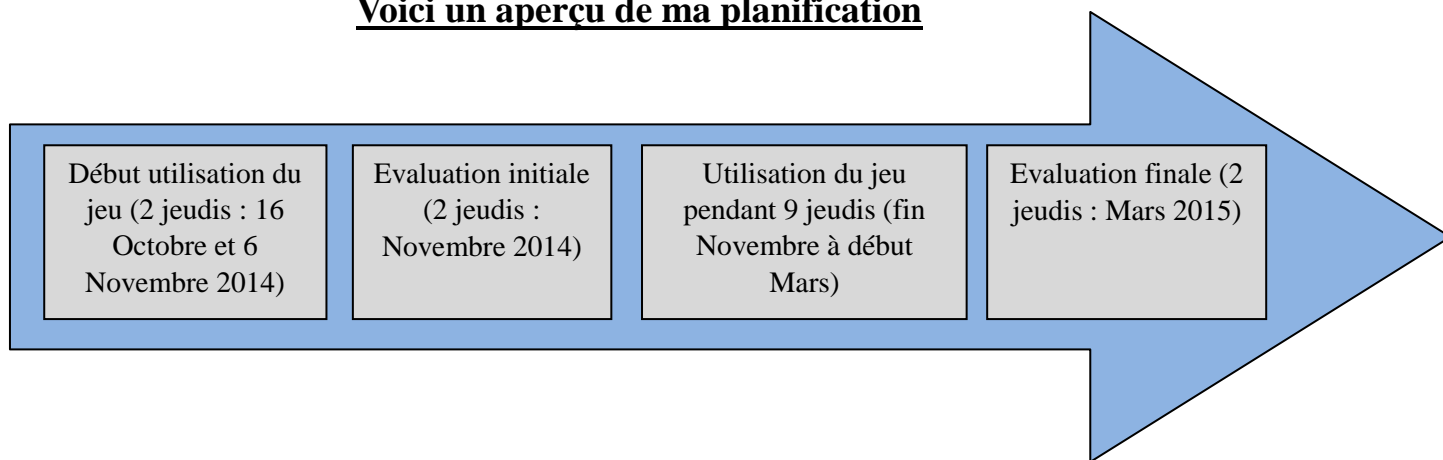 Voici un aperçu de ma planification
Début utilisation du
jeu (2 jeudis : 16
Octobre et 6
Novembre 2014)
Evaluation initiale
(2 jeudis :
Novembre 2014)
Utilisation du jeu
pendant 9 jeudis (fin
Novembre à début
Mars)
Evaluation finale (2
jeudis : Mars 2015)